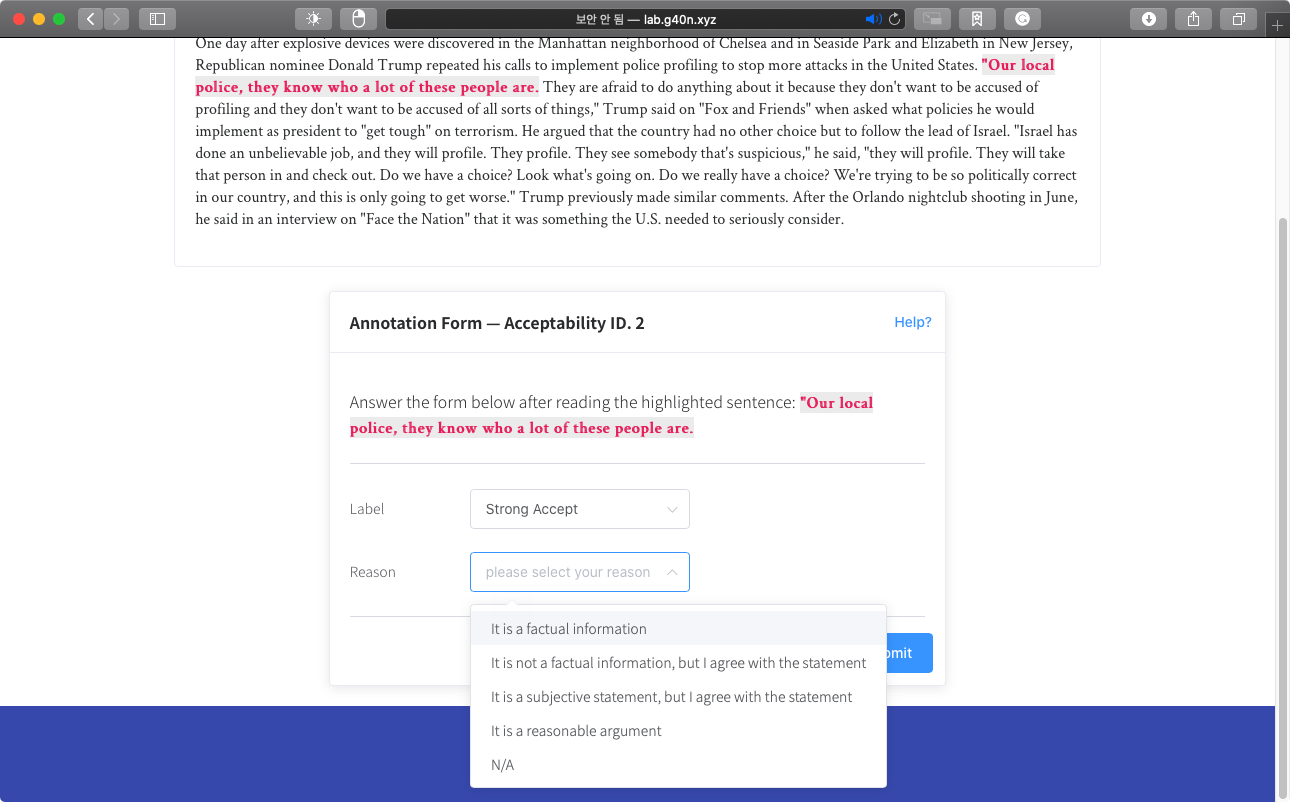 보안 안 됨 — lab.g40n.xyz
One day after explosive devices were discovered in the Manhattan neighborhood of Chelsea and in Seaside Park and Elizabeth in New Jersey,
Republican nominee Donald Trump repeated his calls to implement police profiling to stop more attacks in the United States. "Our local
police, they know who a lot of these people are. They are afraid to do anything about it because they don't want to be accused of
profiling and they don't want to be accused of all sorts of things," Trump said on "Fox and Friends" when asked what policies he would
implement as president to "get tough" on terrorism. He argued that the country had no other choice but to follow the lead of Israel. "Israel has
done an unbelievable job, and they will profile. They profile. They see somebody that's suspicious," he said, "they will profile. They will take
that person in and check out. Do we have a choice? Look what's going on. Do we really have a choice? We're trying to be so politically correct
in our country, and this is only going to get worse." Trump previously made similar comments. After the Orlando nightclub shooting in June,
he said in an interview on "Face the Nation" that it was something the U.S. needed to seriously consider.
Annotation Form — Acceptability ID. 2
Help?
Answer the form below after reading the highlighted sentence: "Our local
police, they know who a lot of these people are.
Label
Strong Accept
Reason
please select your reason
It is a factual information
It is not a factual information, but I agree with the statement
mit
It is a subjective statement, but I agree with the statement
It is a reasonable argument
N/A